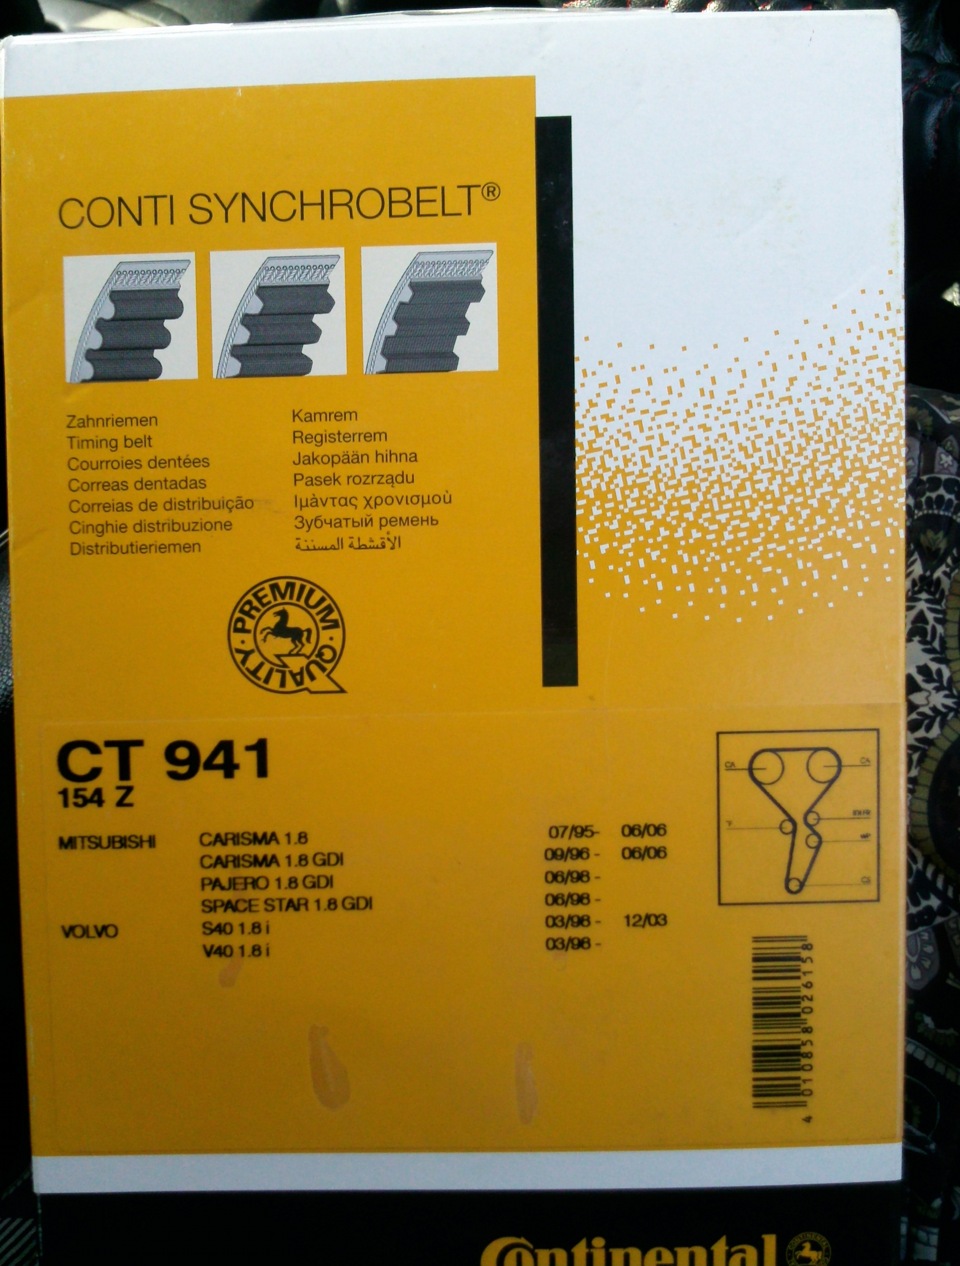 CONTI SYNCHROBELT®
Zahnriemen
Timing belt
Courroies dentées
Correas dentadas
Correias de distribuição
Cinghie distribuzione
Distributieriemen
Kamrem
Registerrem
Jakopään hihna
Pasek rozrządu
Ιμàντας χρονισμοù
Зубчатый ремень
الأقشطة المسننة
PREMIUM · QUALITY ·
CT 941
154 Z
MITSUBISHI CARISMA 1.8 07/95- 06/06
CARISMA 1.8 GDI 09/96 - 06/06
PAJERO 1.8 GDI 06/98 -
SPACE STAR 1.8 GDI 06/98 -
VOLVO S40 1.8 i 03/98 - 12/03
V40 1.8 i 03/98 -
CA
4 010858 026158
Continental